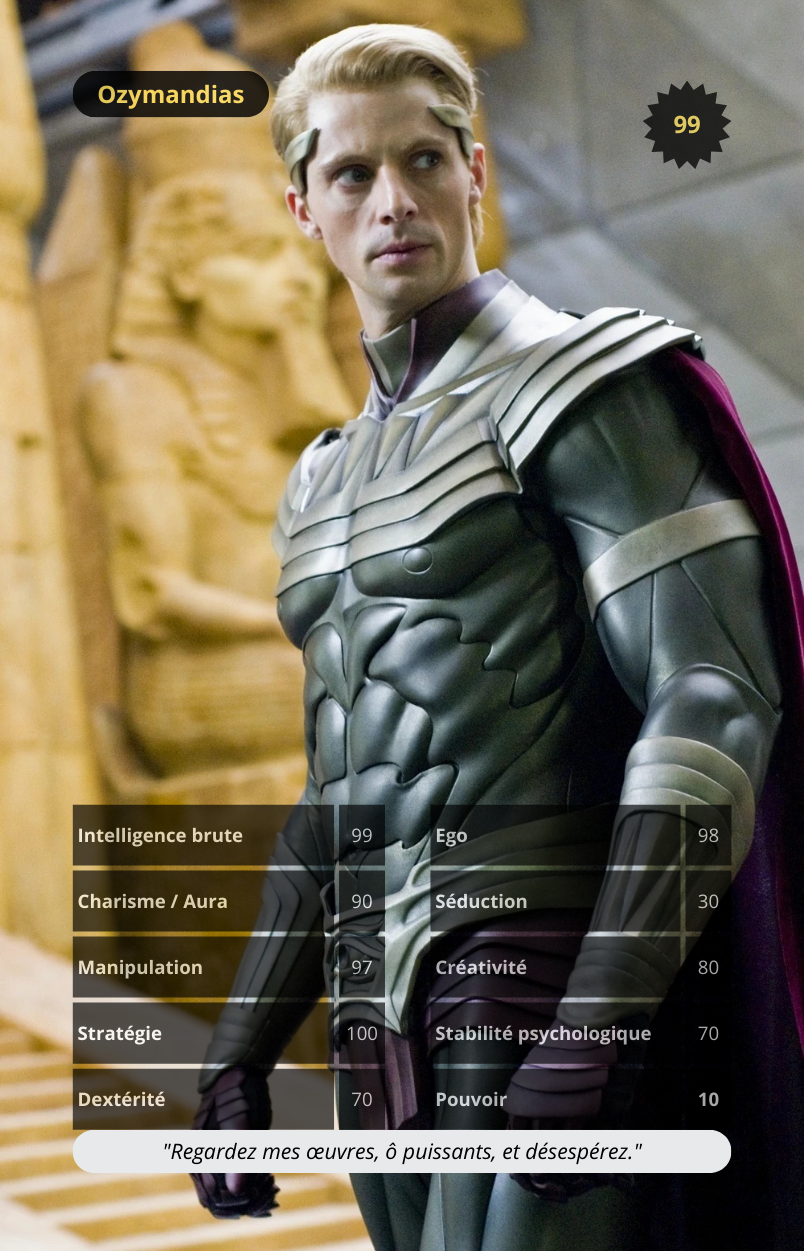 Ozymandias
99
Intelligence brute 99
Ego 98
Charisme / Aura 90
Séduction 30
Manipulation 97
Créativité 80
Stratégie 100
Stabilité psychologique 70
Dextérité 70
Pouvoir 10
"Regardez mes œuvres, ô puissants, et désespérez."